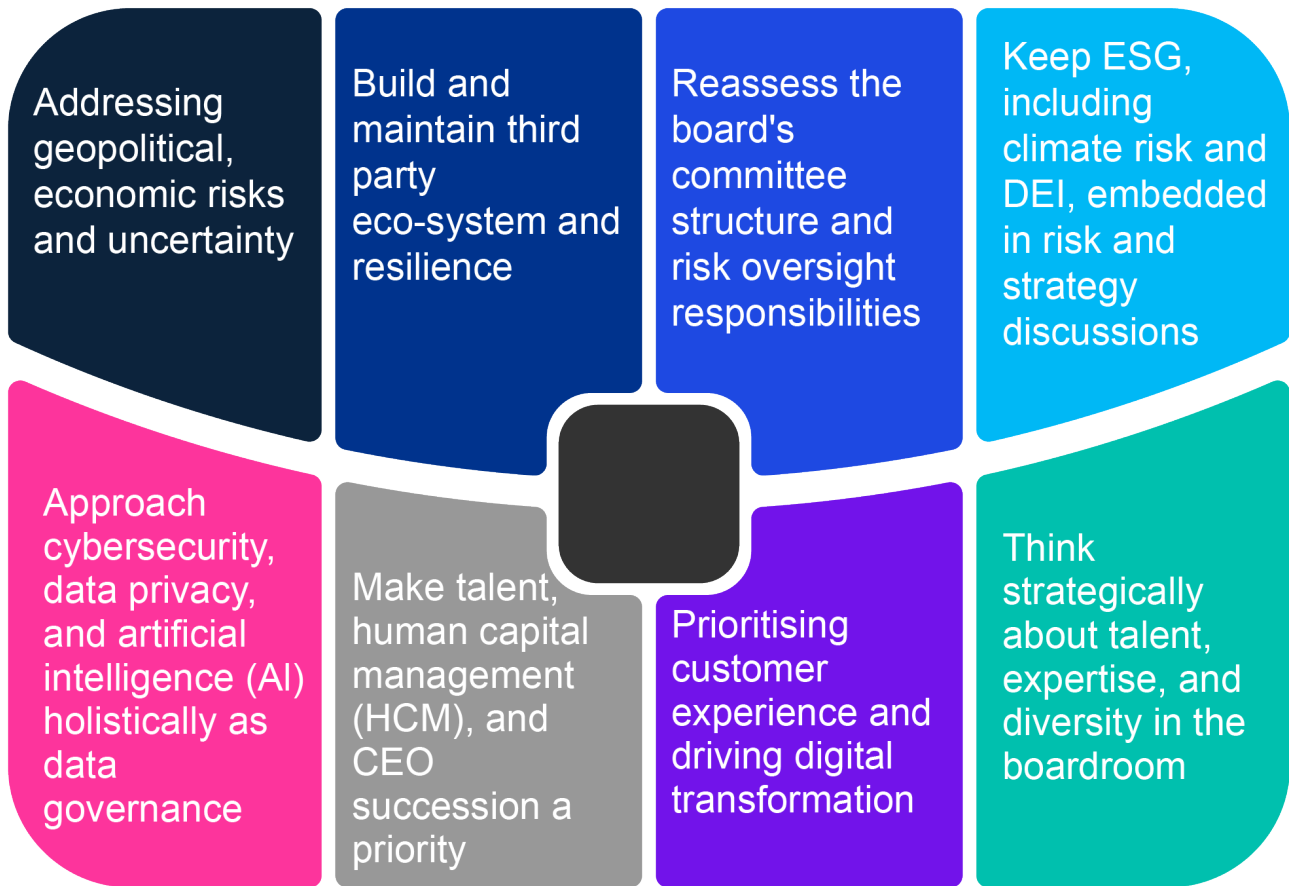 Addressing
geopolitical,
economic risks
and uncertainty
Build and
maintain third
party
eco-system and
resilience
Reassess the
board's
committee
structure and
risk oversight
responsibilities
Keep ESG,
including
climate risk and
DEI, embedded
in risk and
strategy
discussions
Approach
cybersecurity,
data privacy,
and artificial
intelligence (AI)
holistically as
data
governance
Make talent,
human capital
management
(HCM), and
CEO
succession a
priority
Prioritising
customer
experience and
driving digital
transformation
Think
strategically
about talent,
expertise, and
diversity in the
boardroom